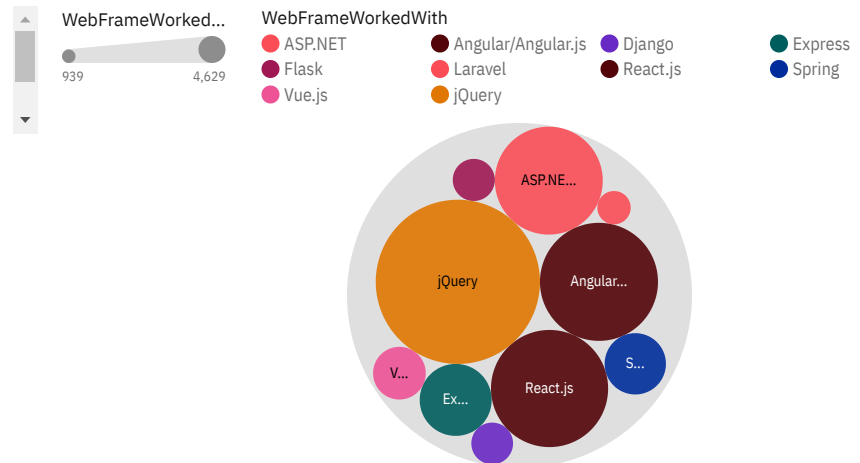 WebFrameWorked...
939 4,629
WebFrameWorkedWith
ASP.NET Angular/Angular.js Django Express
Flask Laravel React.js Spring
Vue.js jQuery
ASP.NE...
jQuery Angular...
S...
V...
React.js
Ex...